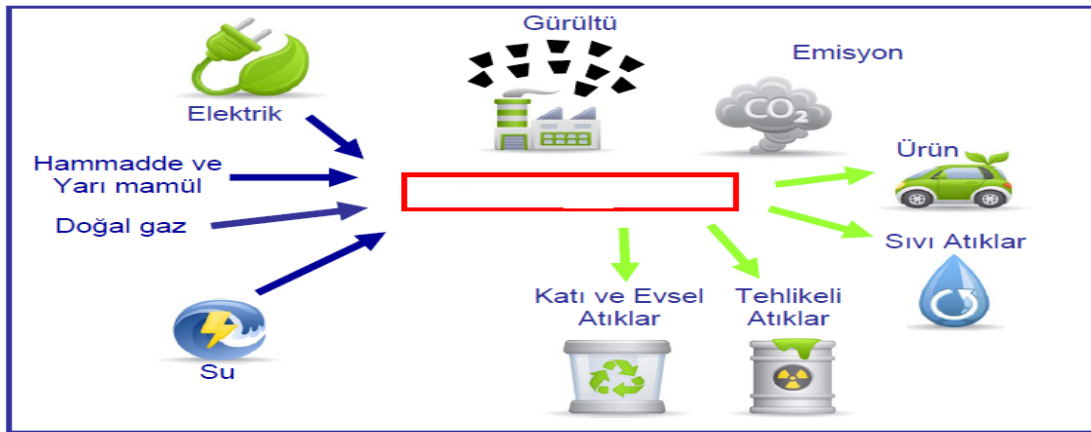 Gürültü
Emisyon
CO2
Elektrik
Ürün
Hammadde ve
Yarı mamül
Doğal gaz
Sıvı Atıklar
Katı ve Evsel
Atıklar
Tehlikeli
Atıklar
Su